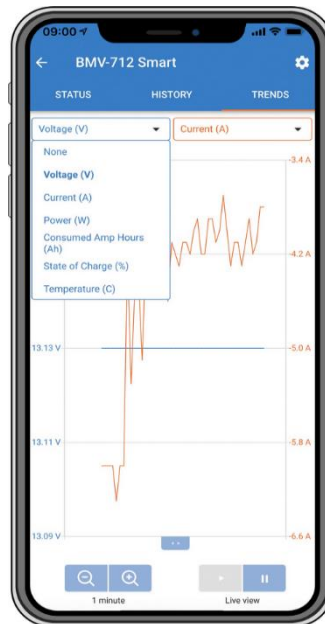 09:00
BMV-712 Smart
STATUS HISTORY TRENDS
Voltage (V) Current (A)
None
Voltage (V)
Current (A)
Power (W)
Consumed Amp Hours
(Ah)
State of Charge (%)
Temperature (C)
-3.4 A
-4.2 A
13.13 V -5.0 A
13.11 V -5.8 A
13.09 V -6.6 A
1 minute Live view